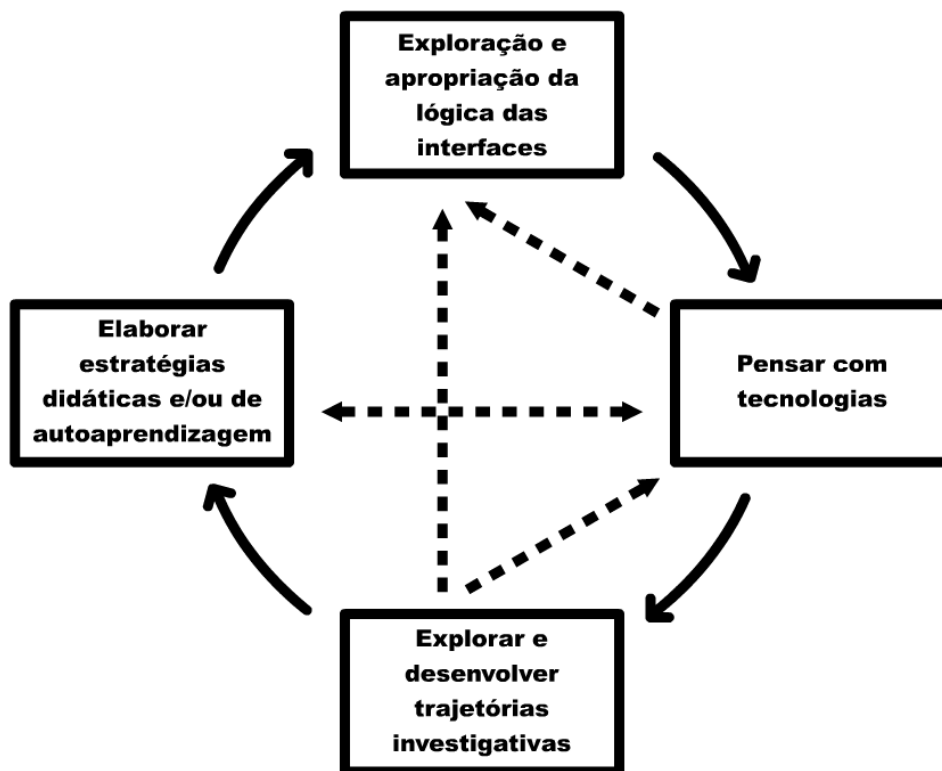 Exploração e
apropriação da
lógica das
interfaces
Elaborar
estratégias
didáticas e/ou de
autoaprendizagem
Pensar com
tecnologias
Explorar e
desenvolver
trajetórias
investigativas